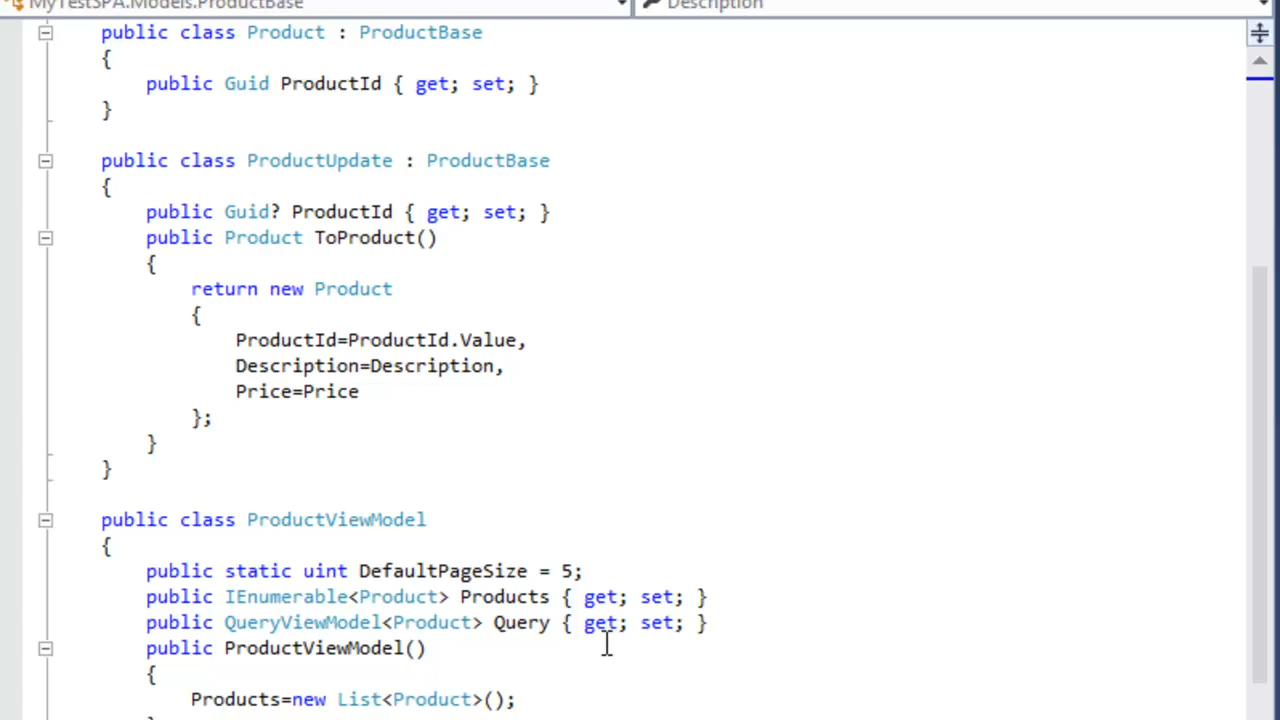 MyTestSPA.Models.ProductBase
Description
public class Product : ProductBase
{
public Guid ProductId { get; set; }
}
public class ProductUpdate : ProductBase
{
public Guid? ProductId { get; set; }
public Product ToProduct()
{
return new Product
{
ProductId=ProductId.Value,
Description=Description,
Price=Price
};
}
}
public class ProductViewModel
{
public static uint DefaultPageSize = 5;
public IEnumerable<Product> Products { get; set; }
public QueryViewModel<Product> Query { get; set; }
public ProductViewModel()
{
Products=new List<Product>();